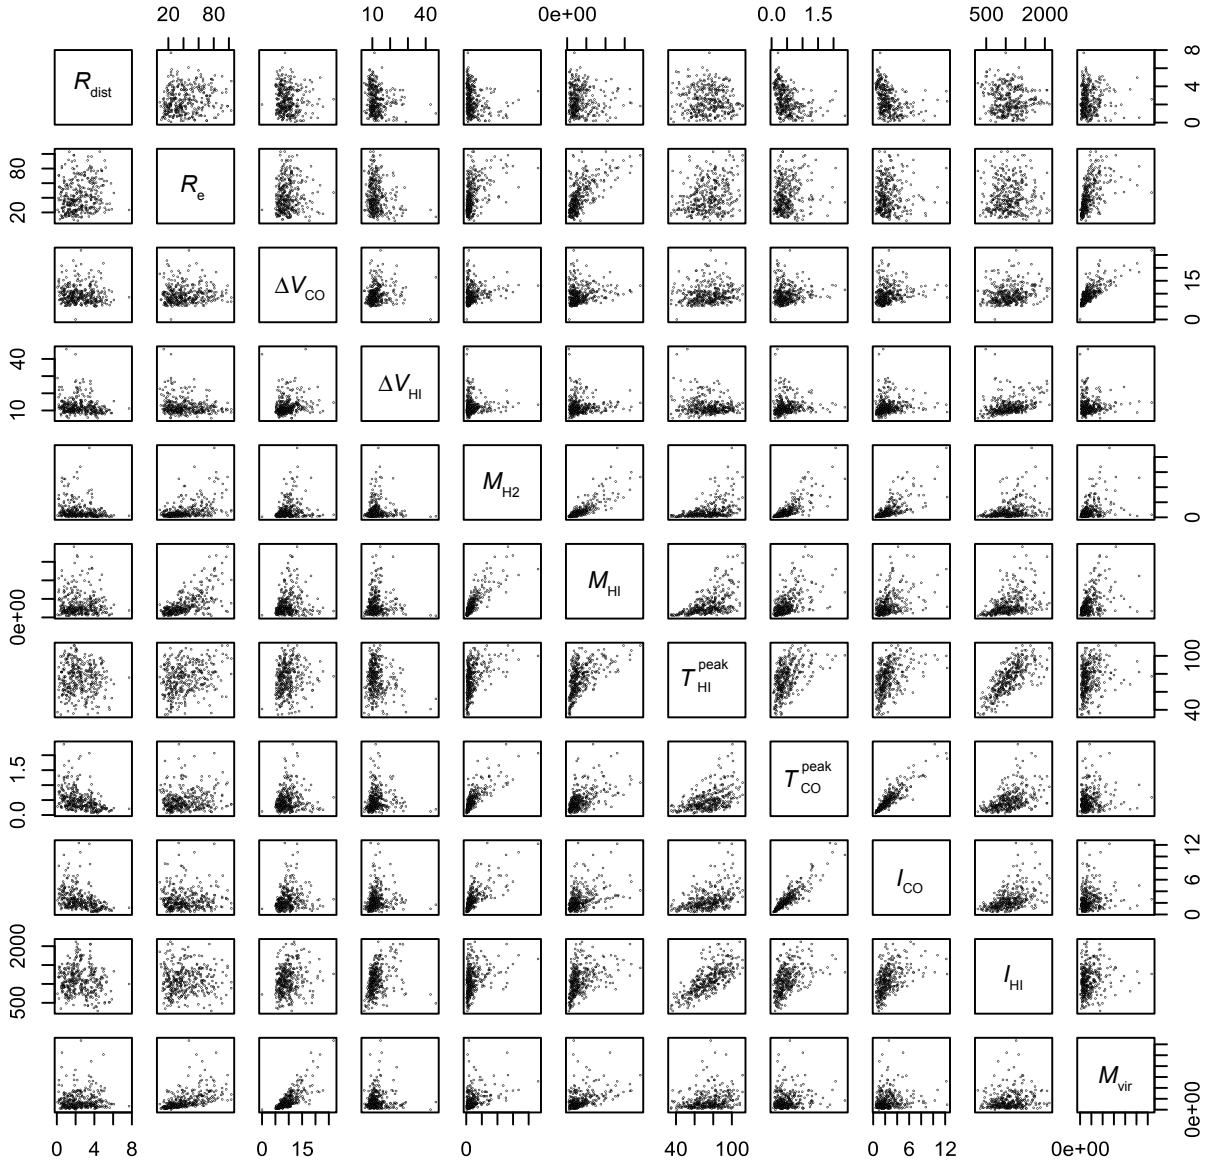 20 80 10 40 0e+00 0.0 1.5 500 2000
R_dist 0 4 8
20 80 R_e
ΔV_CO 0 15
10 40 ΔV_HI
M_H2 0
0e+00 M_HI
T_HI^peak 40 100
0.0 1.5 T_CO^peak
I_CO 0 6 12
500 2000 I_HI
M_vir 0e+00
0 4 8 0 15 0 40 100 0 6 12 0e+00